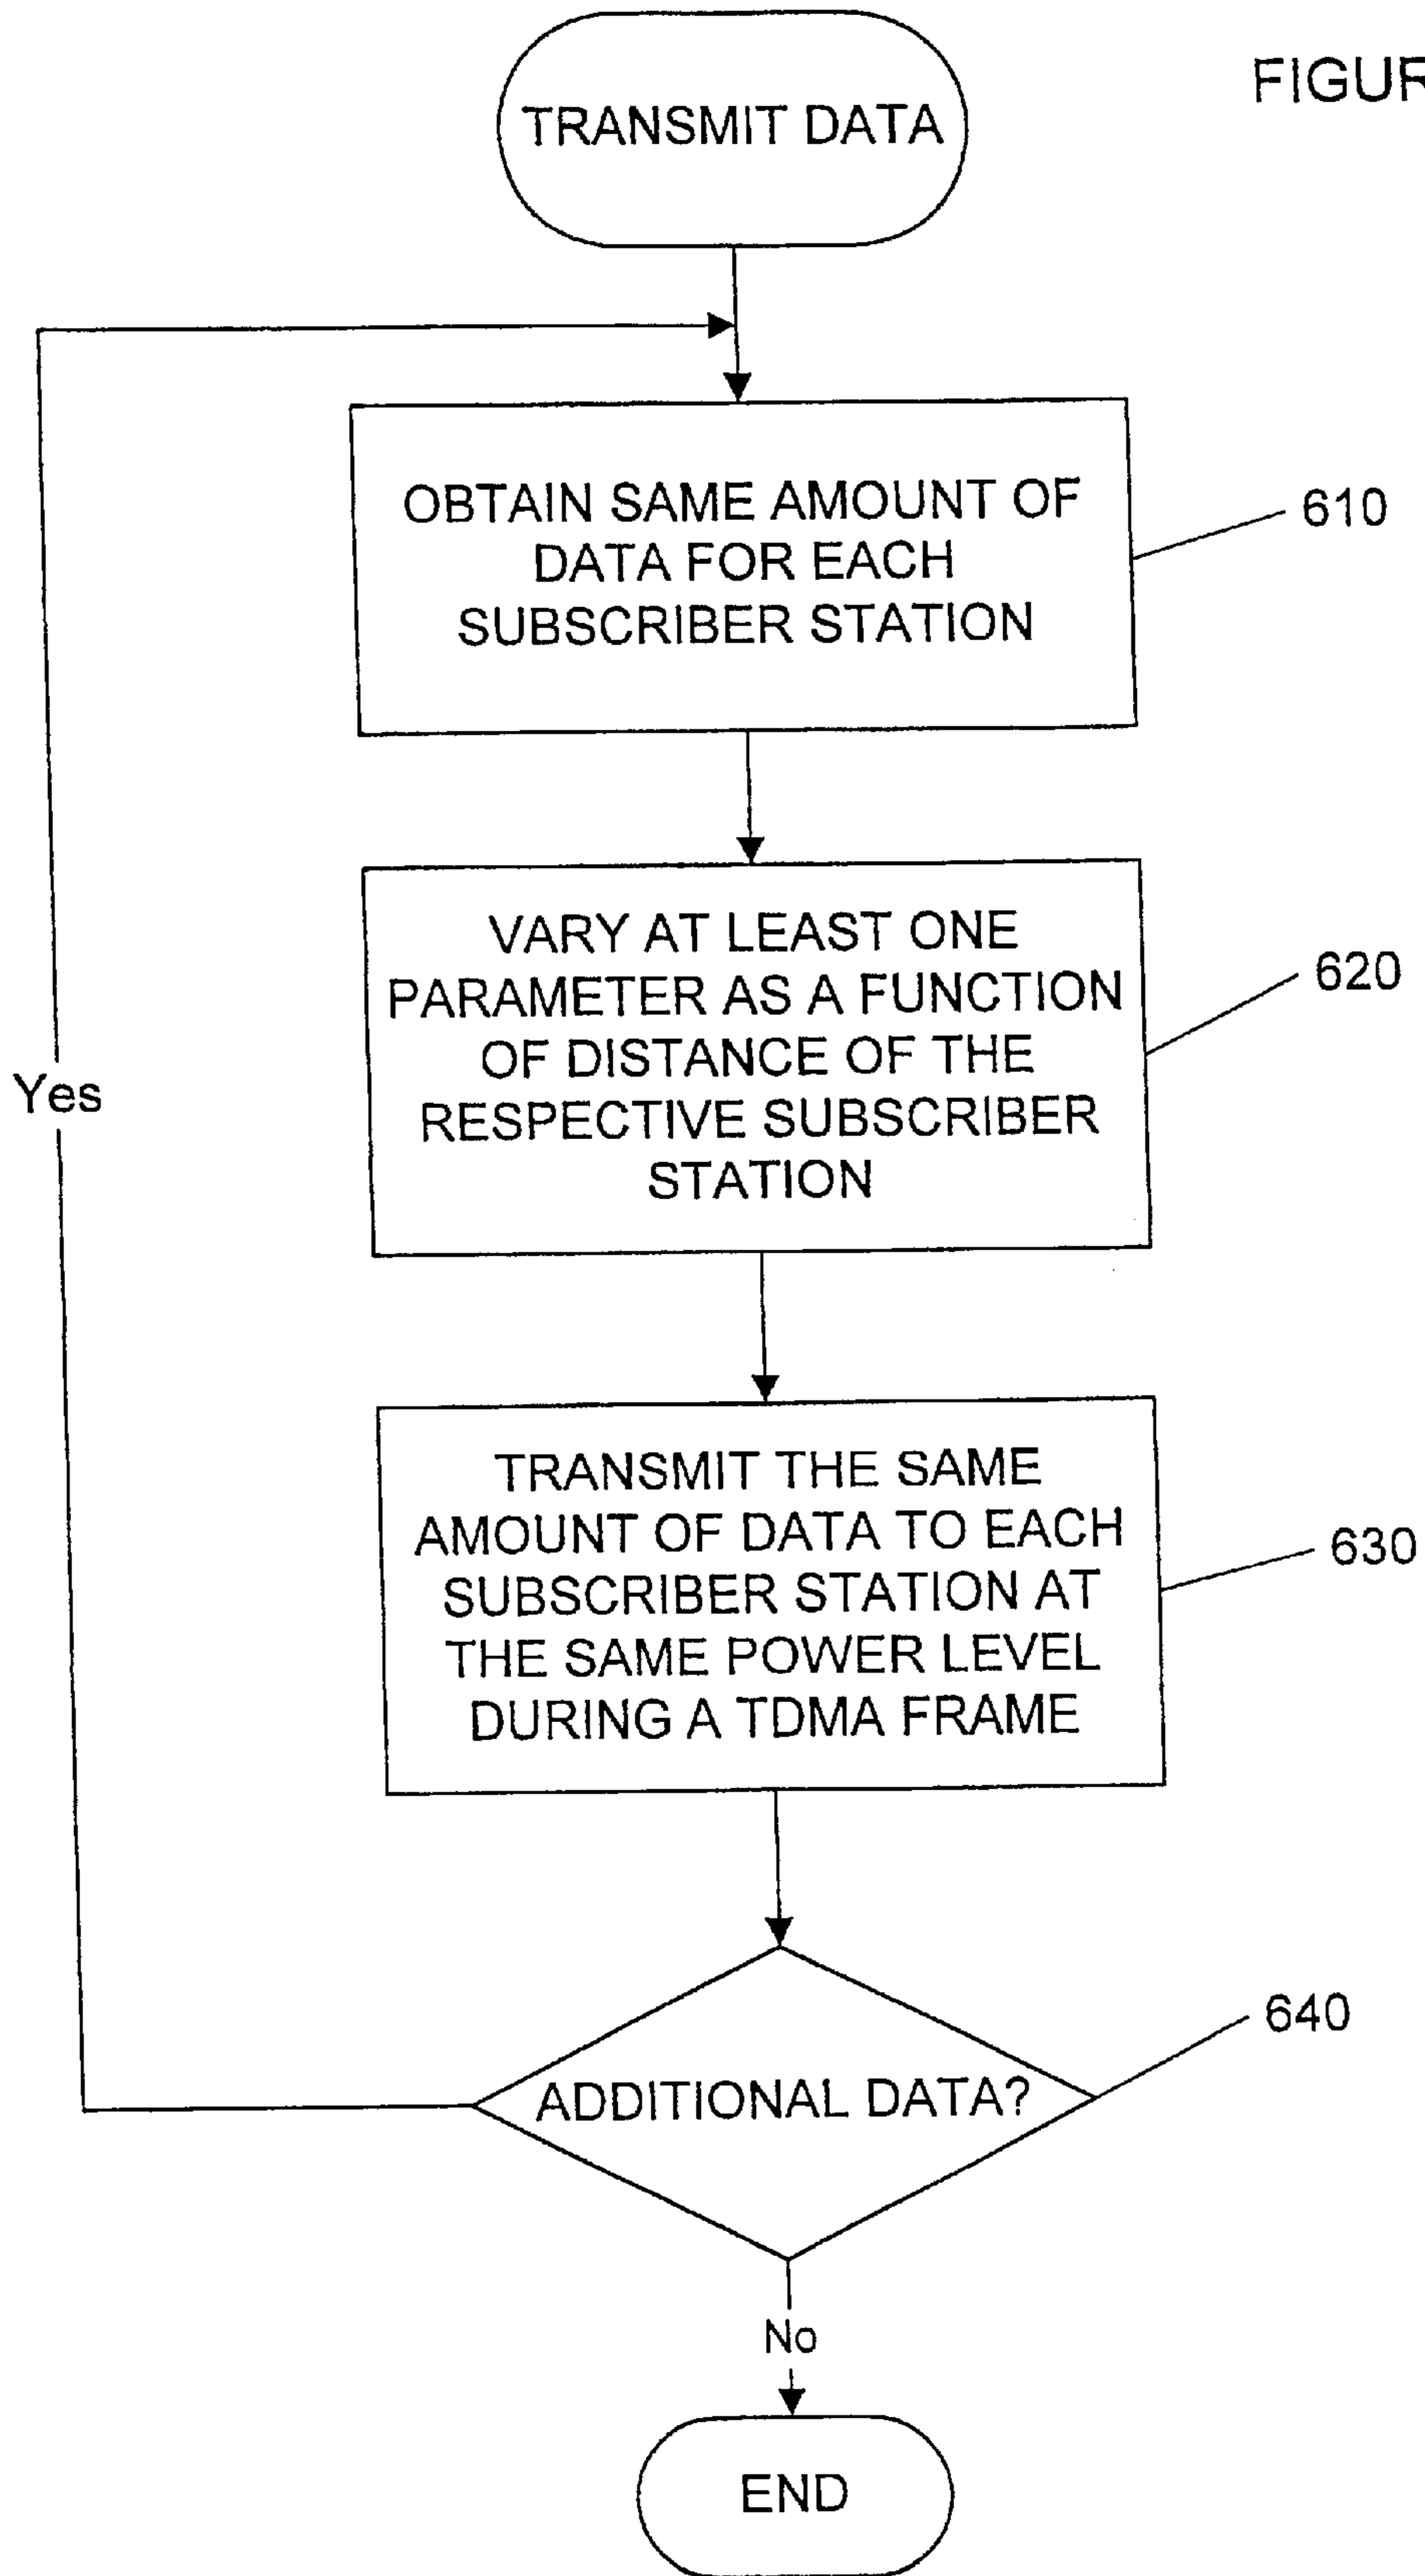 FIGUR
TRANSMIT DATA
OBTAIN SAME AMOUNT OF
DATA FOR EACH
SUBSCRIBER STATION
610
VARY AT LEAST ONE
PARAMETER AS A FUNCTION
OF DISTANCE OF THE
RESPECTIVE SUBSCRIBER
STATION
620
Yes
TRANSMIT THE SAME
AMOUNT OF DATA TO EACH
SUBSCRIBER STATION AT
THE SAME POWER LEVEL
DURING A TDMA FRAME
630
ADDITIONAL DATA?
640
No
END